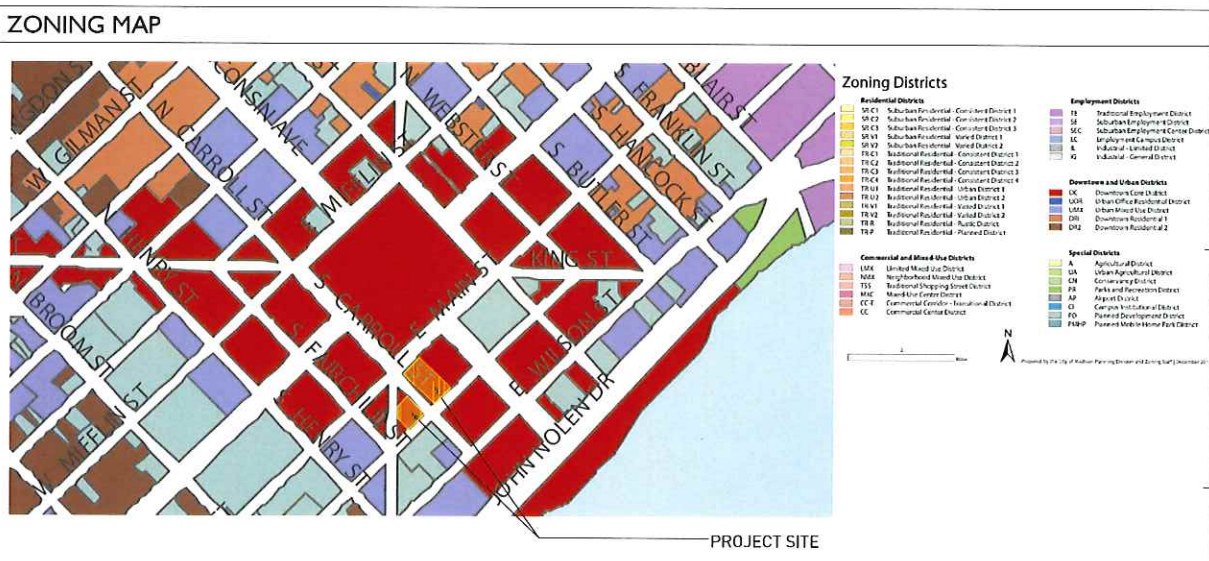 ZONING MAP
GILMAN ST
W
N CARROLL ST
CONSIN AVE
N
WEBSTER ST
S FRANKLIN ST
BLAIR ST
S HANCOCK ST
S BUTLER ST
KING ST
S CARROLL ST
E MAIN ST
E WILSON ST
S FAIRCHILD ST
S HENRY ST
BROOM ST
W MIFFLIN ST
JOHN NOLEN DR
PROJECT SITE
Zoning Districts
Residential Districts
SR-C1 Suburban Residential - Consistent District 1
SR-C2 Suburban Residential - Consistent District 2
SR-C3 Suburban Residential - Consistent District 3
SR-V1 Suburban Residential - Varied District 1
SR-V2 Suburban Residential - Varied District 2
TR-C1 Traditional Residential - Consistent District 1
TR-C2 Traditional Residential - Consistent District 2
TR-C3 Traditional Residential - Consistent District 3
TR-C4 Traditional Residential - Consistent District 4
TR-U1 Traditional Residential - Urban District 1
TR-U2 Traditional Residential - Urban District 2
TR-V1 Traditional Residential - Varied District 1
TR-V2 Traditional Residential - Varied District 2
TR-R Traditional Residential - Rustic District
TR-P Traditional Residential - Planned District
Commercial and Mixed-Use Districts
LMX Limited Mixed Use District
NMX Neighborhood Mixed Use District
TSS Traditional Shopping Street District
MXC Mixed-Use Center District
CC-T Commercial Corridor - Transitional District
CC Commercial Center District
Employment Districts
TE Traditional Employment District
SE Suburban Employment District
SEC Suburban Employment Center District
EC Employment Campus District
IL Industrial - Limited District
IG Industrial - General District
Downtown and Urban Districts
DC Downtown Core District
UOR Urban Office Residential District
UMX Urban Mixed Use District
DR1 Downtown Residential 1
DR2 Downtown Residential 2
Special Districts
A Agricultural District
UA Urban Agricultural District
CN Conservancy District
PR Parks and Recreation District
AP Airport District
CI Campus Institutional District
PD Planned Development District
PMHP Planned Mobile Home Park District
N
Prepared by the City of Madison Planning Division and Zoning Staff | December